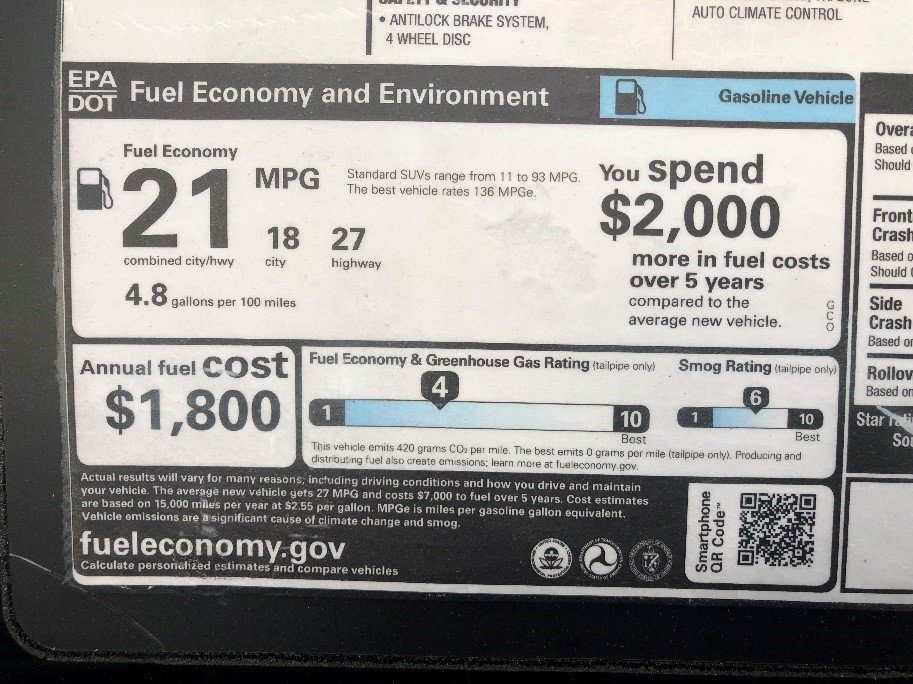 • ANTILOCK BRAKE SYSTEM,
4 WHEEL DISC
AUTO CLIMATE CONTROL
EPA
DOT
Fuel Economy and Environment
Gasoline Vehicle
Fuel Economy
21 MPG
combined city/hwy
18
city
27
highway
4.8 gallons per 100 miles
Standard SUVs range from 11 to 93 MPG.
The best vehicle rates 136 MPGe.
You spend
$2,000
more in fuel costs
over 5 years
compared to the
average new vehicle.
GCO
Annual fuel cost
$1,800
Fuel Economy & Greenhouse Gas Rating (tailpipe only)
4
1
10
Best
Smog Rating (tailpipe only)
6
1
10
Best
This vehicle emits 420 grams CO₂ per mile. The best emits 0 grams per mile (tailpipe only). Producing and
distributing fuel also create emissions; learn more at fueleconomy.gov.
Actual results will vary for many reasons, including driving conditions and how you drive and maintain
your vehicle. The average new vehicle gets 27 MPG and costs $7,000 to fuel over 5 years. Cost estimates
are based on 15,000 miles per year at $2.55 per gallon. MPGe is miles per gasoline gallon equivalent.
Vehicle emissions are a significant cause of climate change and smog.
fueleconomy.gov
Calculate personalized estimates and compare vehicles
Smartphone
QR Code™
Based
Should
Front
Crash
Based o
Should
Side
Crash
Based on
Rollov
Based on
Star